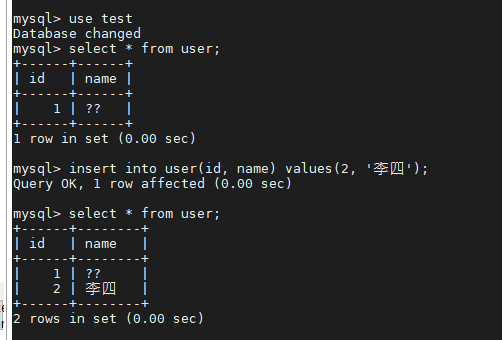 mysql> use test
Database changed
mysql> select * from user;
+------+------+
| id   | name |
+------+------+
|    1 | ??   |
+------+------+
1 row in set (0.00 sec)
mysql> insert into user(id, name) values(2, '李四');
Query OK, 1 row affected (0.00 sec)
mysql> select * from user;
+------+--------+
| id   | name   |
+------+--------+
|    1 | ??     |
|    2 | 李四   |
+------+--------+
2 rows in set (0.00 sec)